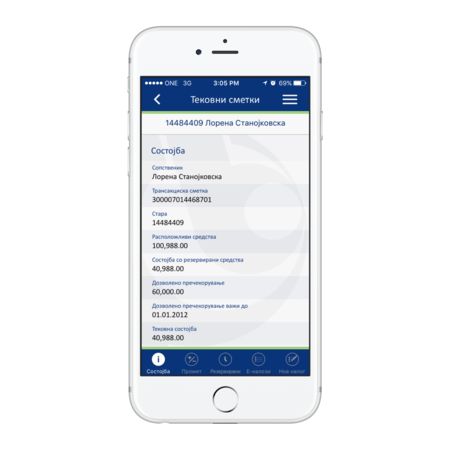 ONE 3G 3:05 PM 69%
Тековни сметки
14484409 Лорена Станојковска
Состојба
Сопственик
Лорена Станојковска
Трансакциска сметка
300007014468701
Стара
14484409
Расположливи средства
100,988.00
Состојба со резервирани средства
40,988.00
Дозволено пречекорување
60,000.00
Дозволено пречекорување важи до
01.01.2012
Тековна состојба
40,988.00
Состојба Промет Резервирани Е-налози Нов налог